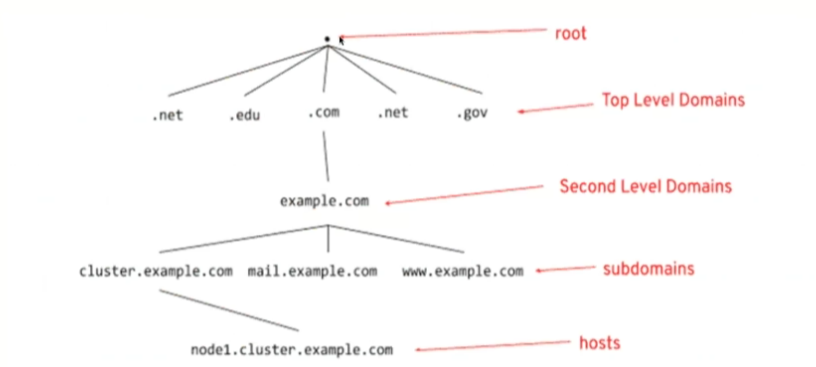 . root
.net .edu .com .net .gov Top Level Domains
example.com Second Level Domains
cluster.example.com mail.example.com www.example.com subdomains
node1.cluster.example.com hosts